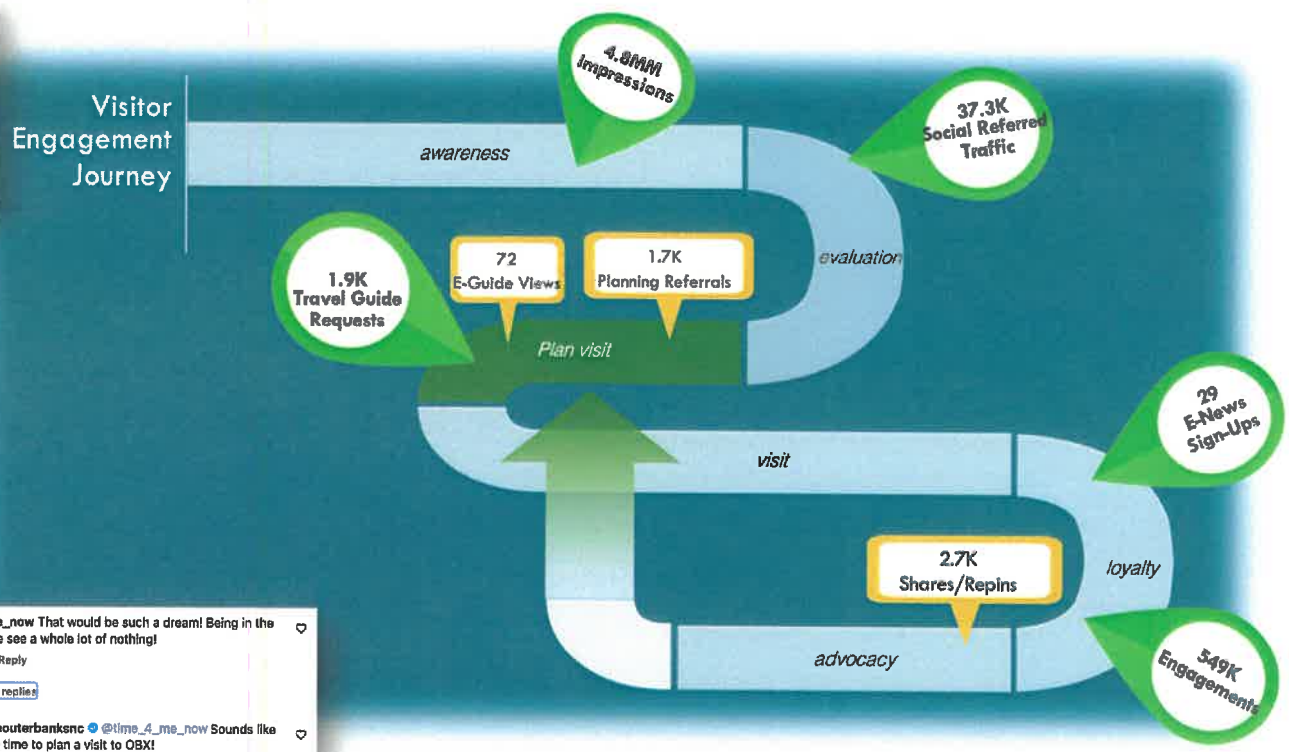 Visitor
Engagement
Journey
4.8MM
Impressions
awareness
37.3K
Social Referred
Traffic
evaluation
1.9K
Travel Guide
Requests
72
E-Guide Views
1.7K
Planning Referrals
Plan visit
29
E-News
Sign-Ups
visit
2.7K
Shares/Repins
loyalty
advocacy
549K
Engagements
_now That would be such a dream! Being in the
see a whole lot of nothing!
Reply
replies
outerbanksnc @time_4_me_now Sounds like
time to plan a visit to OBX!